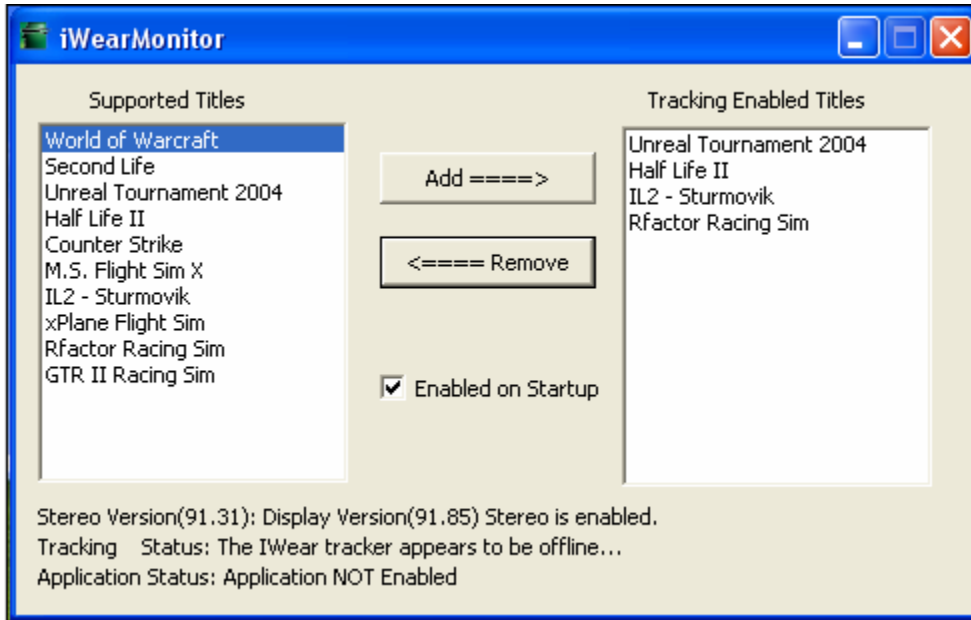 iWearMonitor
Supported Titles
World of Warcraft
Second Life
Unreal Tournament 2004
Half Life II
Counter Strike
M.S. Flight Sim X
IL2 - Sturmovik
xPlane Flight Sim
Rfactor Racing Sim
GTR II Racing Sim
Add ====>
<==== Remove
Enabled on Startup
Tracking Enabled Titles
Unreal Tournament 2004
Half Life II
IL2 - Sturmovik
Rfactor Racing Sim
Stereo Version(91.31): Display Version(91.85) Stereo is enabled.
Tracking Status: The IWear tracker appears to be offline...
Application Status: Application NOT Enabled